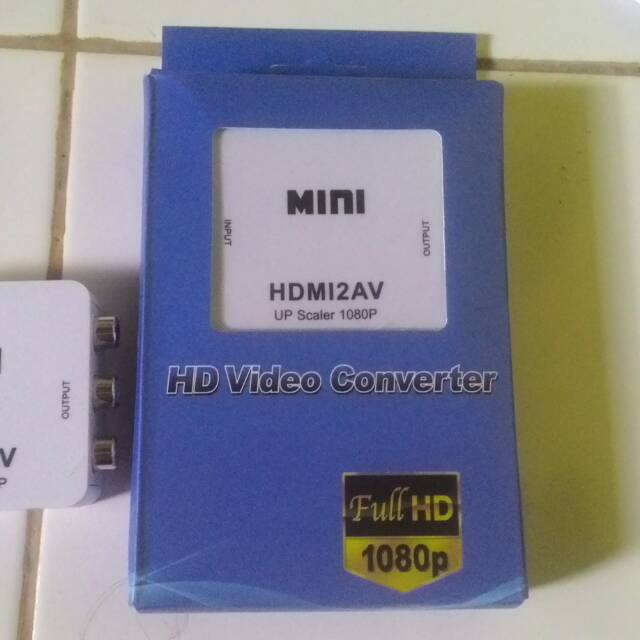 MINI
INPUT
OUTPUT
HDMI2AV
UP Scaler 1080P
HD Video Converter
Full HD
1080p
OUTPUT
V
P